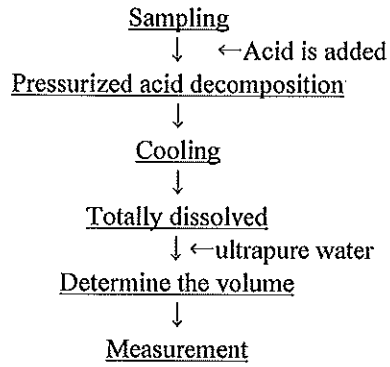 Sampling
↓ ←Acid is added
Pressurized acid decomposition
↓
Cooling
↓
Totally dissolved
↓ ←ultrapure water
Determine the volume
↓
Measurement